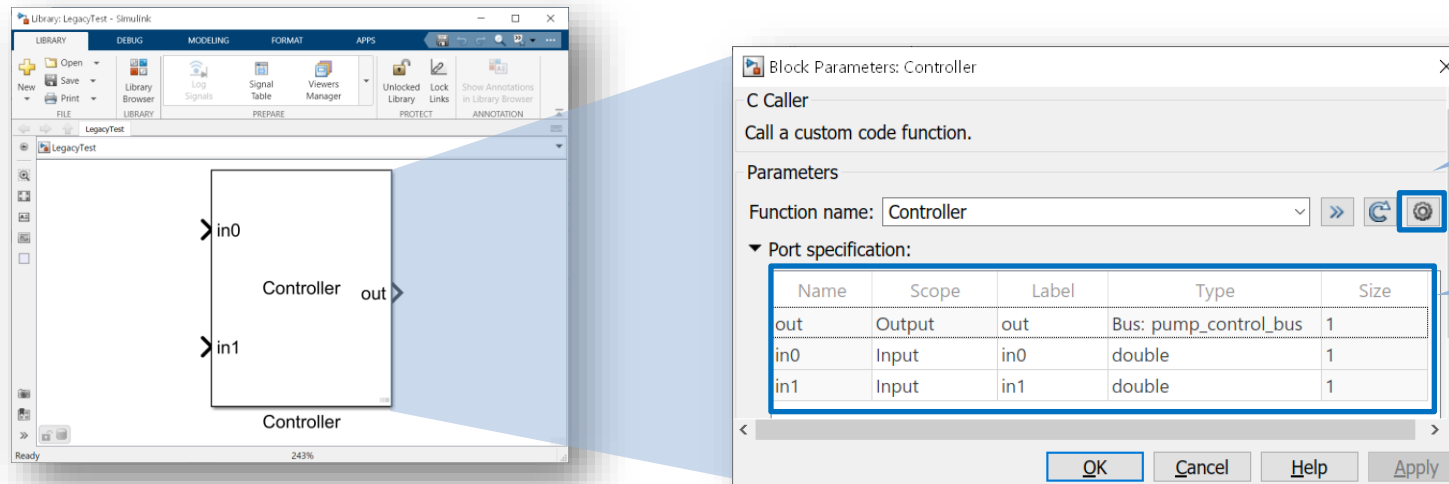 Library: LegacyTest - Simulink
LIBRARY DEBUG MODELING FORMAT APPS
New
Open
Save
Print
Library Browser
Log Signals
Signal Table
Viewers Manager
Unlocked Library
Lock Links
Show Annotations in Library Browser
FILE LIBRARY PREPARE PROTECT ANNOTATION
LegacyTest
LegacyTest
in0
Controller
out
in1
Controller
Ready 243%
Block Parameters: Controller
C Caller
Call a custom code function.
Parameters
Function name: Controller
Port specification:
Name Scope Label Type Size
out Output out Bus: pump_control_bus 1
in0 Input in0 double 1
in1 Input in1 double 1
OK Cancel Help Apply